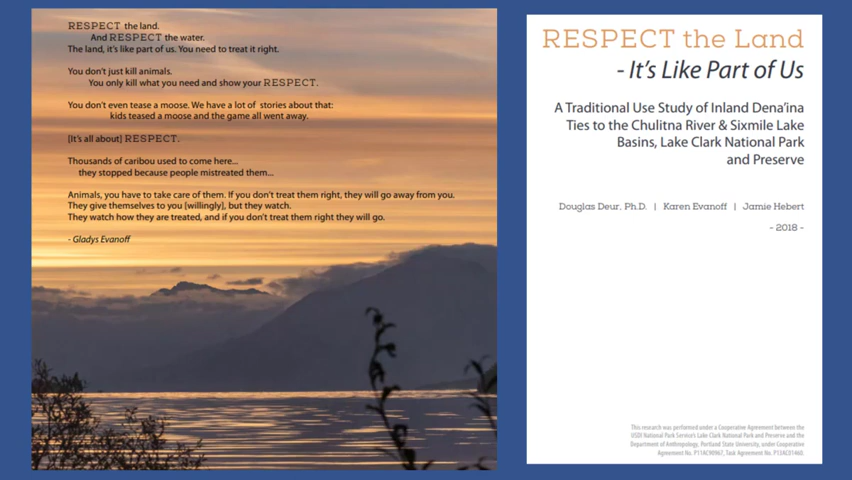 RESPECT the land.
And RESPECT the water.
The land, it's like part of us. You need to treat it right.
You don't just kill animals.
You only kill what you need and show your RESPECT.
You don't even tease a moose. We have a lot of stories about that:
kids teased a moose and the game all went away.
[It's all about] RESPECT.
Thousands of caribou used to come here...
they stopped because people mistreated them...
Animals, you have to take care of them. If you don't treat them right, they will go away from you.
They give themselves to you [willingly], but they watch.
They watch how they are treated, and if you don't treat them right they will go.
- Gladys Evanoff
RESPECT the Land
- It's Like Part of Us
A Traditional Use Study of Inland Dena'ina
Ties to the Chulitna River & Sixmile Lake
Basins, Lake Clark National Park
and Preserve
Douglas Deur, Ph.D. | Karen Evanoff | Jamie Hebert
- 2018 -
This research was performed under a Cooperative Agreement between the
USDI National Park Service's Lake Clark National Park and Preserve and the
Department of Anthropology, Portland State University, under Cooperative
Agreement No. P11AC90967, Task Agreement No. P13AC01460.